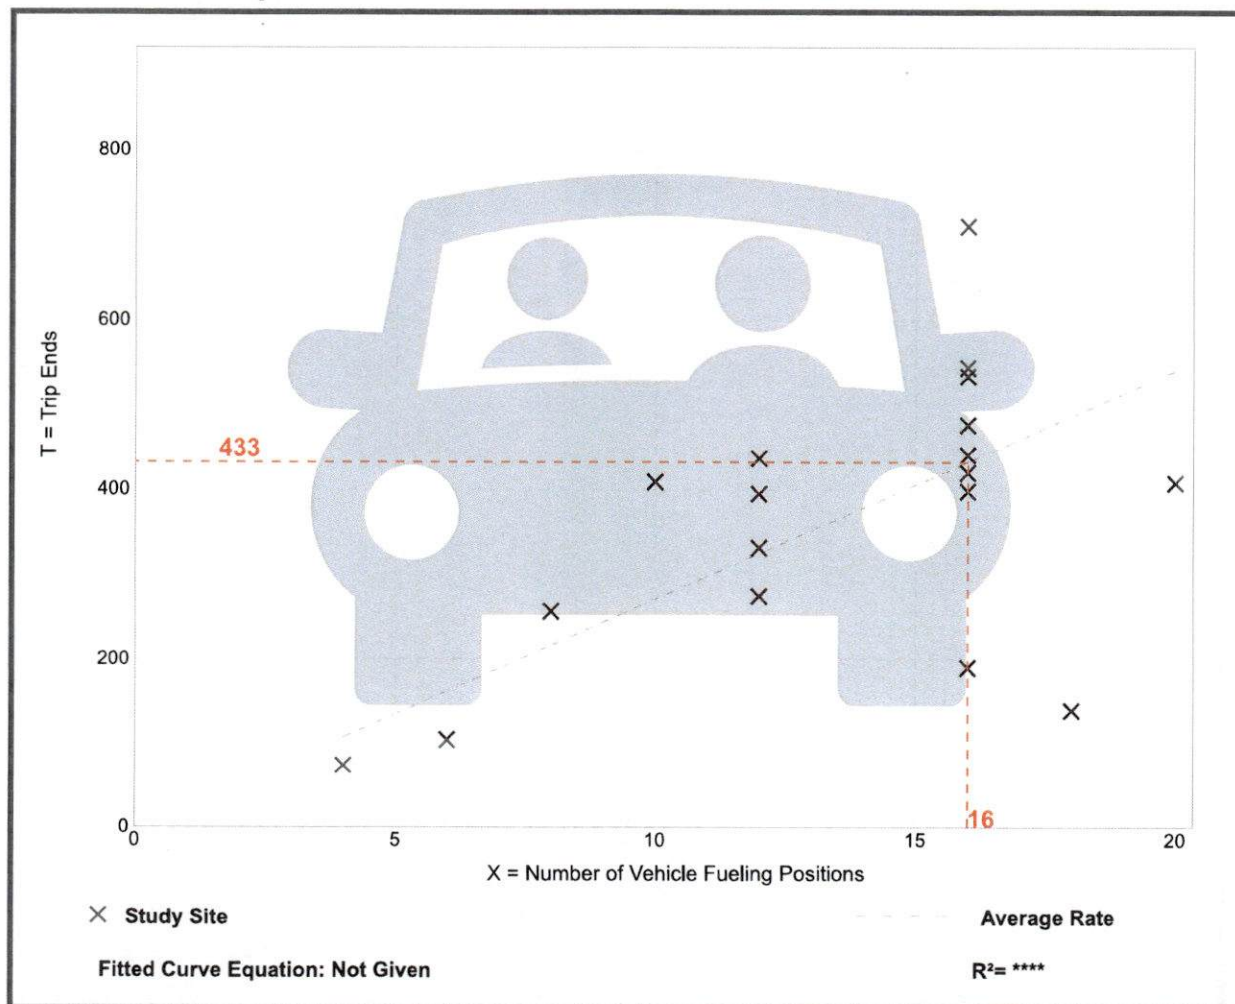 800
600
T = Trip Ends
433
400
200
0
16
0 5 10 15 20
X = Number of Vehicle Fueling Positions
Study Site
Average Rate
Fitted Curve Equation: Not Given
R²= ****